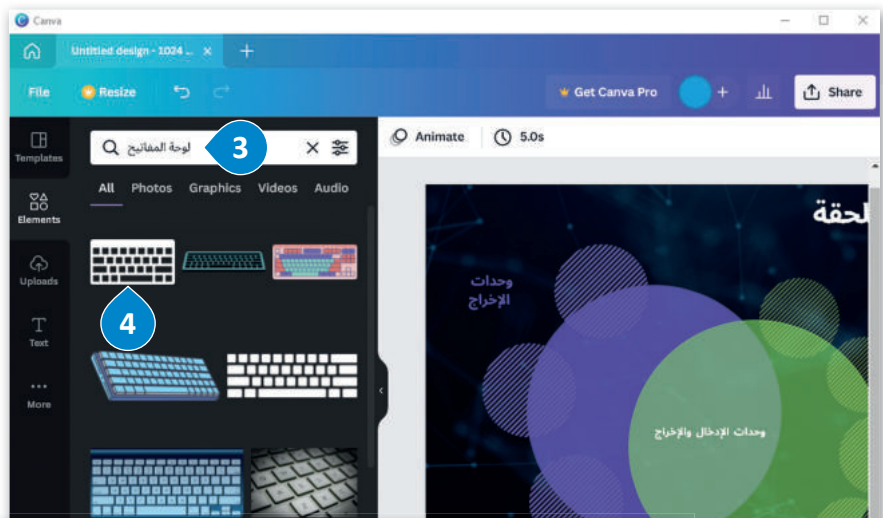 Canva
Untitled design - 1024 ...
File
Resize
Get Canva Pro
Share
Templates
لوحة المفاتيح
3
Animate
5.0s
All
Photos
Graphics
Videos
Audio
Elements
لحقة
Uploads
وحدات
الإخراج
4
Text
More
وحدات الإدخال والإخراج